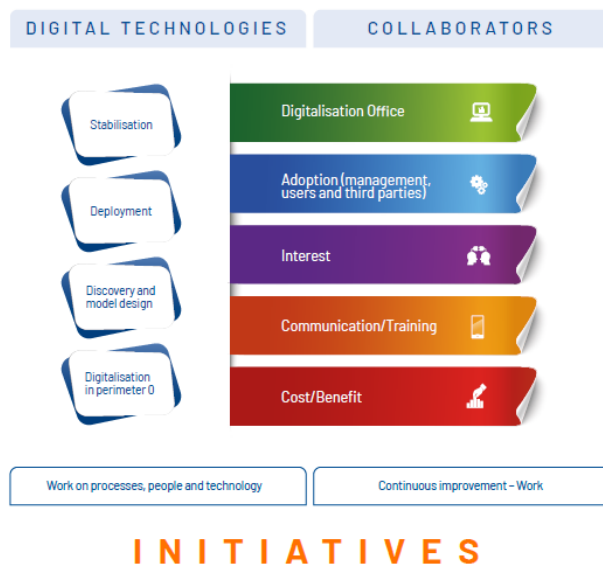 DIGITAL TECHNOLOGIES
COLLABORATORS
Stabilisation
Deployment
Discovery and
model design
Digitalisation
in perimeter 0
Digitalisation Office
Adoption (management,
users and third parties)
Interest
Communication/Training
Cost/Benefit
Work on processes, people and technology
Continuous improvement – Work
INITIATIVES